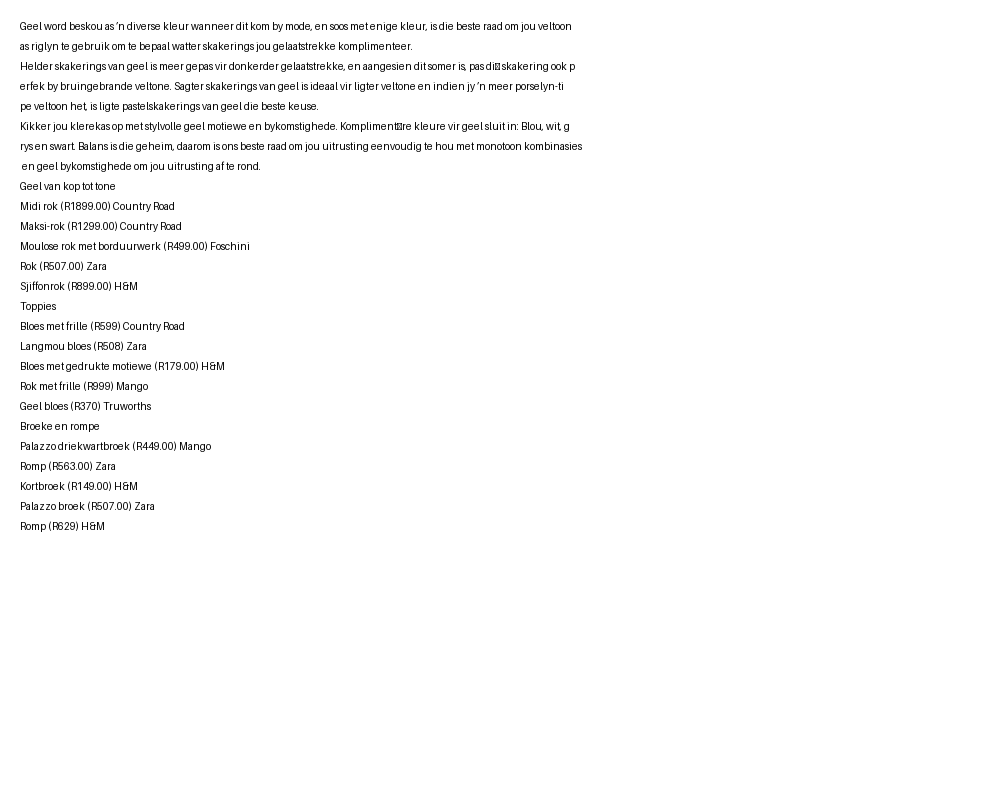 Geel word beskou as 'n diverse kleur wanneer dit kom by mode, en soos met enige kleur, is die beste raad om jou veltoon
as riglyn te gebruik om te bepaal watter skakerings jou gelaatstrekke komplimenteer.
Helder skakerings van geel is meer gepas vir donkerder gelaatstrekke, en aangesien dit somer is, pas di□ skakering ook p
erfek by bruingebrande veltone. Sagter skakerings van geel is ideaal vir ligter veltone en indien jy 'n meer porselyn-ti
pe veltoon het, is ligte pastelskakerings van geel die beste keuse.
Kikker jou klerekas op met stylvolle geel motiewe en bykomstighede. Kompliment□re kleure vir geel sluit in: Blou, wit, g
rys en swart. Balans is die geheim, daarom is ons beste raad om jou uitrusting eenvoudig te hou met monotoon kombinasies
en geel bykomstighede om jou uitrusting af te rond.
Geel van kop tot tone
Midi rok (R1899.00) Country Road
Maksi-rok (R1299.00) Country Road
Moulose rok met borduurwerk (R499.00) Foschini
Rok (R507.00) Zara
Sjiffonrok (R899.00) H&M
Toppies
Bloes met frille (R599) Country Road
Langmou bloes (R508) Zara
Bloes met gedrukte motiewe (R179.00) H&M
Rok met frille (R999) Mango
Geel bloes (R370) Truworths
Broeke en rompe
Palazzo driekwartbroek (R449.00) Mango
Romp (R563.00) Zara
Kortbroek (R149.00) H&M
Palazzo broek (R507.00) Zara
Romp (R629) H&M